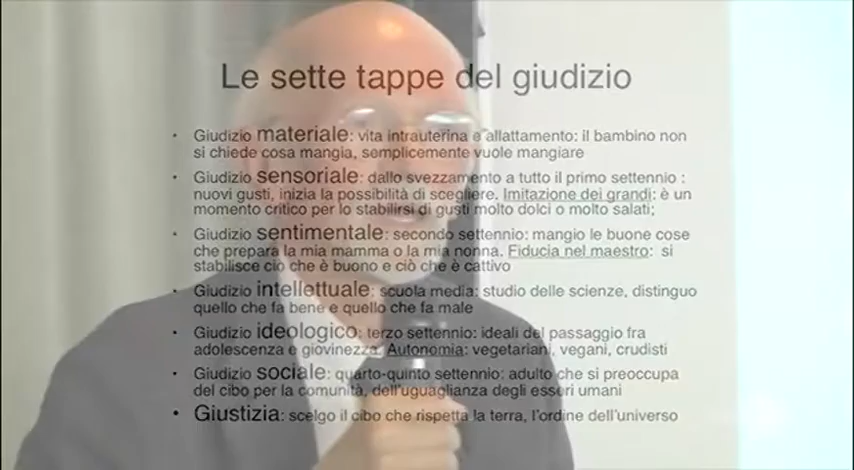 Le sette tappe del giudizio
• Giudizio materiale: vita intrauterina e allattamento: il bambino non
si chiede cosa mangia, semplicemente vuole mangiare
• Giudizio sensoriale: dallo svezzamento a tutto il primo settennio :
nuovi gusti, inizia la possibilità di scegliere. Imitazione dei grandi: è un
momento critico per lo stabilirsi di gusti molto dolci o molto salati;
• Giudizio sentimentale: secondo settennio: mangio le buone cose
che prepara la mia mamma o la mia nonna. Fiducia nel maestro: si
stabilisce ciò che è buono e ciò che è cattivo
• Giudizio intellettuale: scuola media: studio delle scienze, distinguo
quello che fa bene e quello che fa male
• Giudizio ideologico: terzo settennio: ideali del passaggio fra
adolescenza e giovinezza. Autonomia: vegetariani, vegani, crudisti
• Giudizio sociale: quarto-quinto settennio: adulto che si preoccupa
del cibo per la comunità, dell'uguaglianza degli esseri umani
• Giustizia: scelgo il cibo che rispetta la terra, l'ordine dell'universo